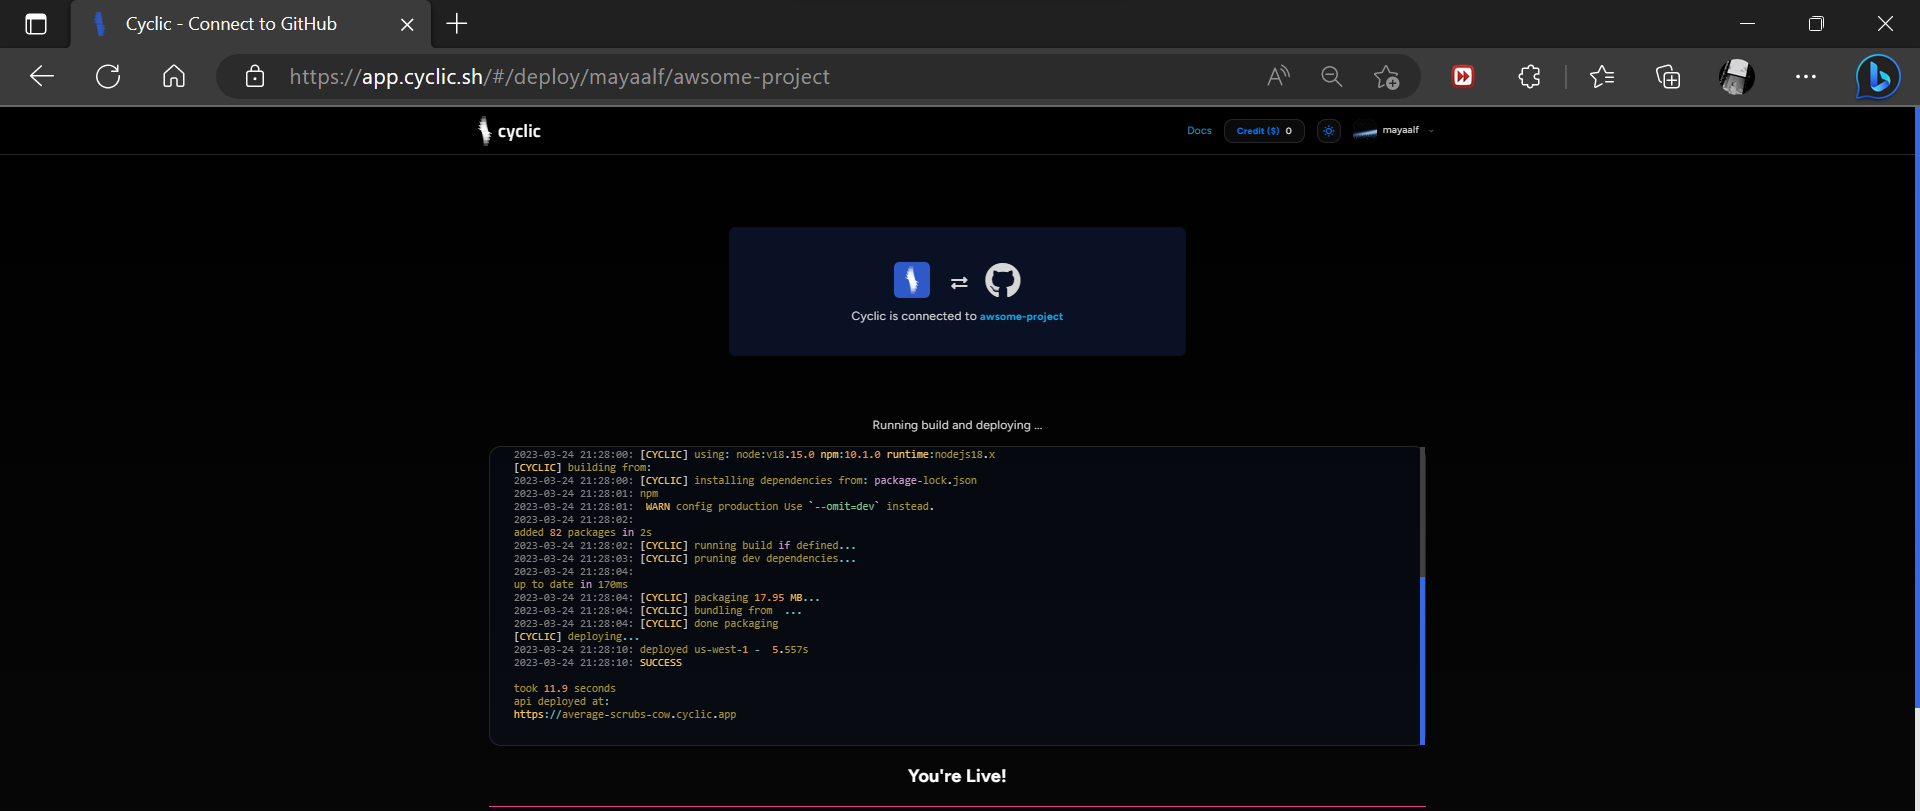 Cyclic - Connect to GitHub
https://app.cyclic.sh/#/deploy/mayaalf/awsome-project
cyclic
Docs
Credit ($) 0
mayaalf
Cyclic is connected to awsome-project
Running build and deploying ...
2023-03-24 21:28:00: [CYCLIC] using: node:v18.15.0 npm:10.1.0 runtime:nodejs18.x
[CYCLIC] building from:
2023-03-24 21:28:00: [CYCLIC] installing dependencies from: package-lock.json
2023-03-24 21:28:01: npm
2023-03-24 21:28:01:  WARN config production Use `--omit=dev` instead.
2023-03-24 21:28:02:
added 82 packages in 2s
2023-03-24 21:28:02: [CYCLIC] running build if defined...
2023-03-24 21:28:03: [CYCLIC] pruning dev dependencies...
2023-03-24 21:28:04:
up to date in 170ms
2023-03-24 21:28:04: [CYCLIC] packaging 17.95 MB...
2023-03-24 21:28:04: [CYCLIC] bundling from  ...
2023-03-24 21:28:04: [CYCLIC] done packaging
[CYCLIC] deploying...
2023-03-24 21:28:10: deployed us-west-1 -  5.557s
2023-03-24 21:28:10: SUCCESS
took 11.9 seconds
api deployed at:
https://average-scrubs-cow.cyclic.app
You're Live!